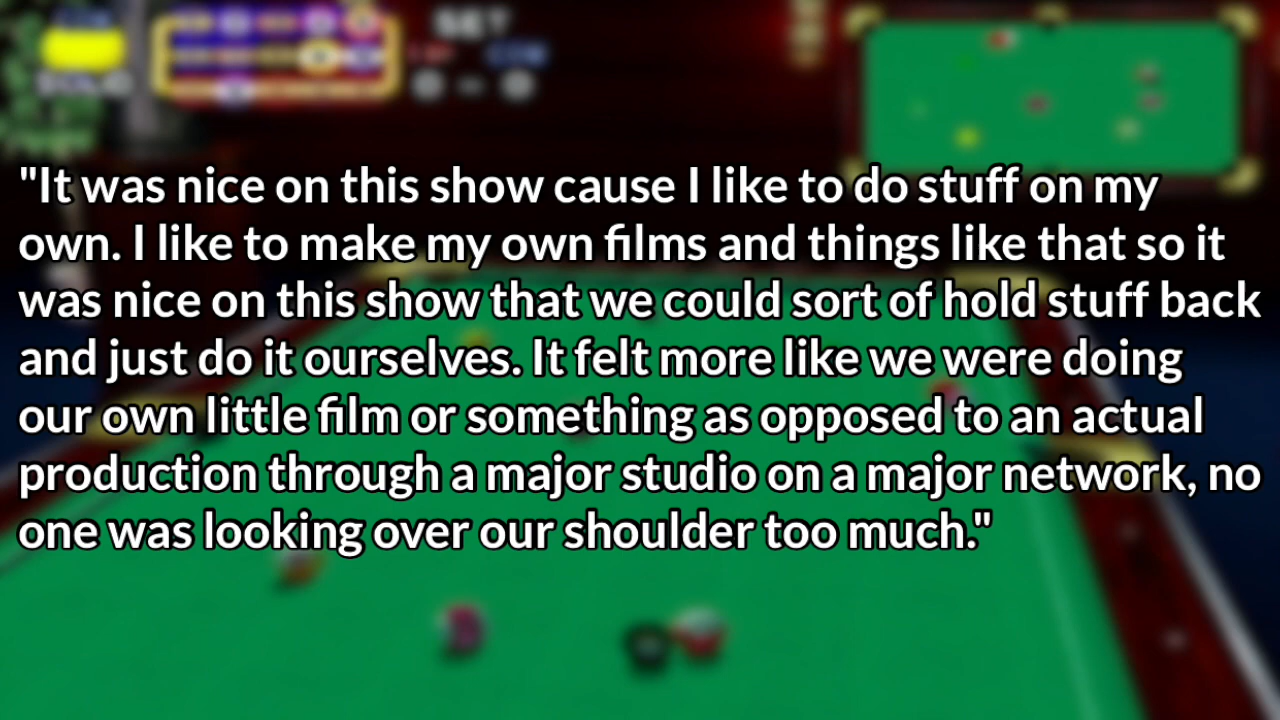 SET
0 - 0
"It was nice on this show cause I like to do stuff on my
own. I like to make my own films and things like that so it
was nice on this show that we could sort of hold stuff back
and just do it ourselves. It felt more like we were doing
our own little film or something as opposed to an actual
production through a major studio on a major network, no
one was looking over our shoulder too much."